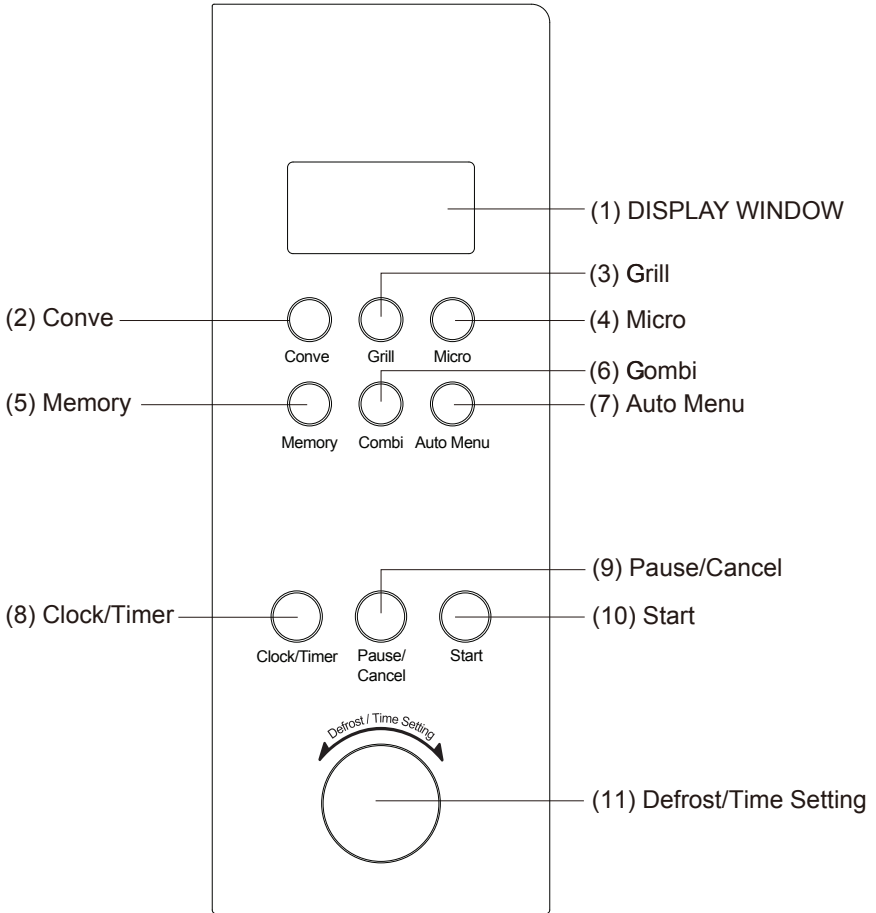 (1) DISPLAY WINDOW
(3) Grill
(2) Conve
(4) Micro
Conve Grill Micro
(6) Gombi
(5) Memory
(7) Auto Menu
Memory Combi Auto Menu
(9) Pause/Cancel
(8) Clock/Timer
(10) Start
Clock/Timer Pause/ Start
Cancel
Defrost / Time Setting
(11) Defrost/Time Setting